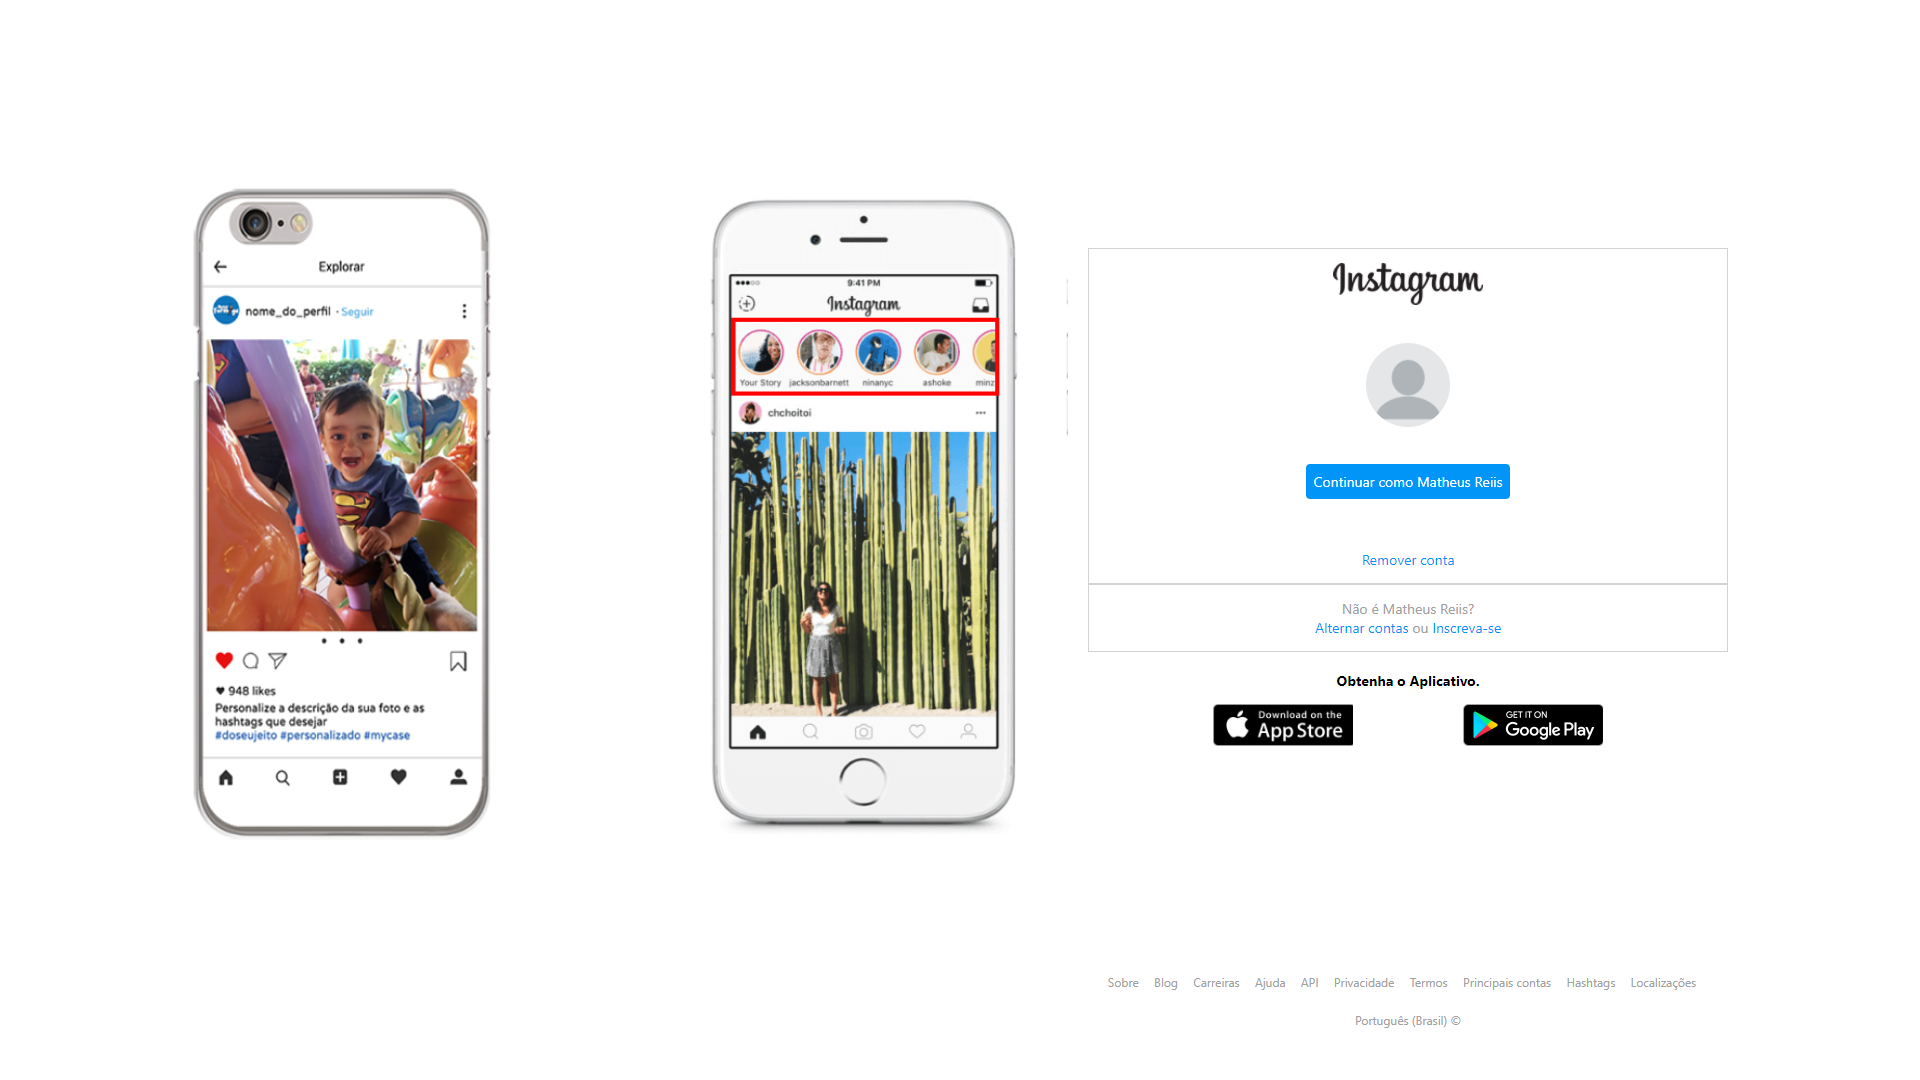 Explorar
nome_do_perfil • Seguir
948 likes
Personalize a descrição da sua foto e as
hashtags que desejar
#doseujeito #personalizado #mycase
9:41 PM
Instagram
Your Story jacksonbarnett ninanyc ashoke minz
chchoitoi
Instagram
Continuar como Matheus Reiis
Remover conta
Não é Matheus Reiis?
Alternar contas ou Inscreva-se
Obtenha o Aplicativo.
Download on the
App Store
GET IT ON
Google Play
Sobre Blog Carreiras Ajuda API Privacidade Termos Principais contas Hashtags Localizações
Português (Brasil) ©